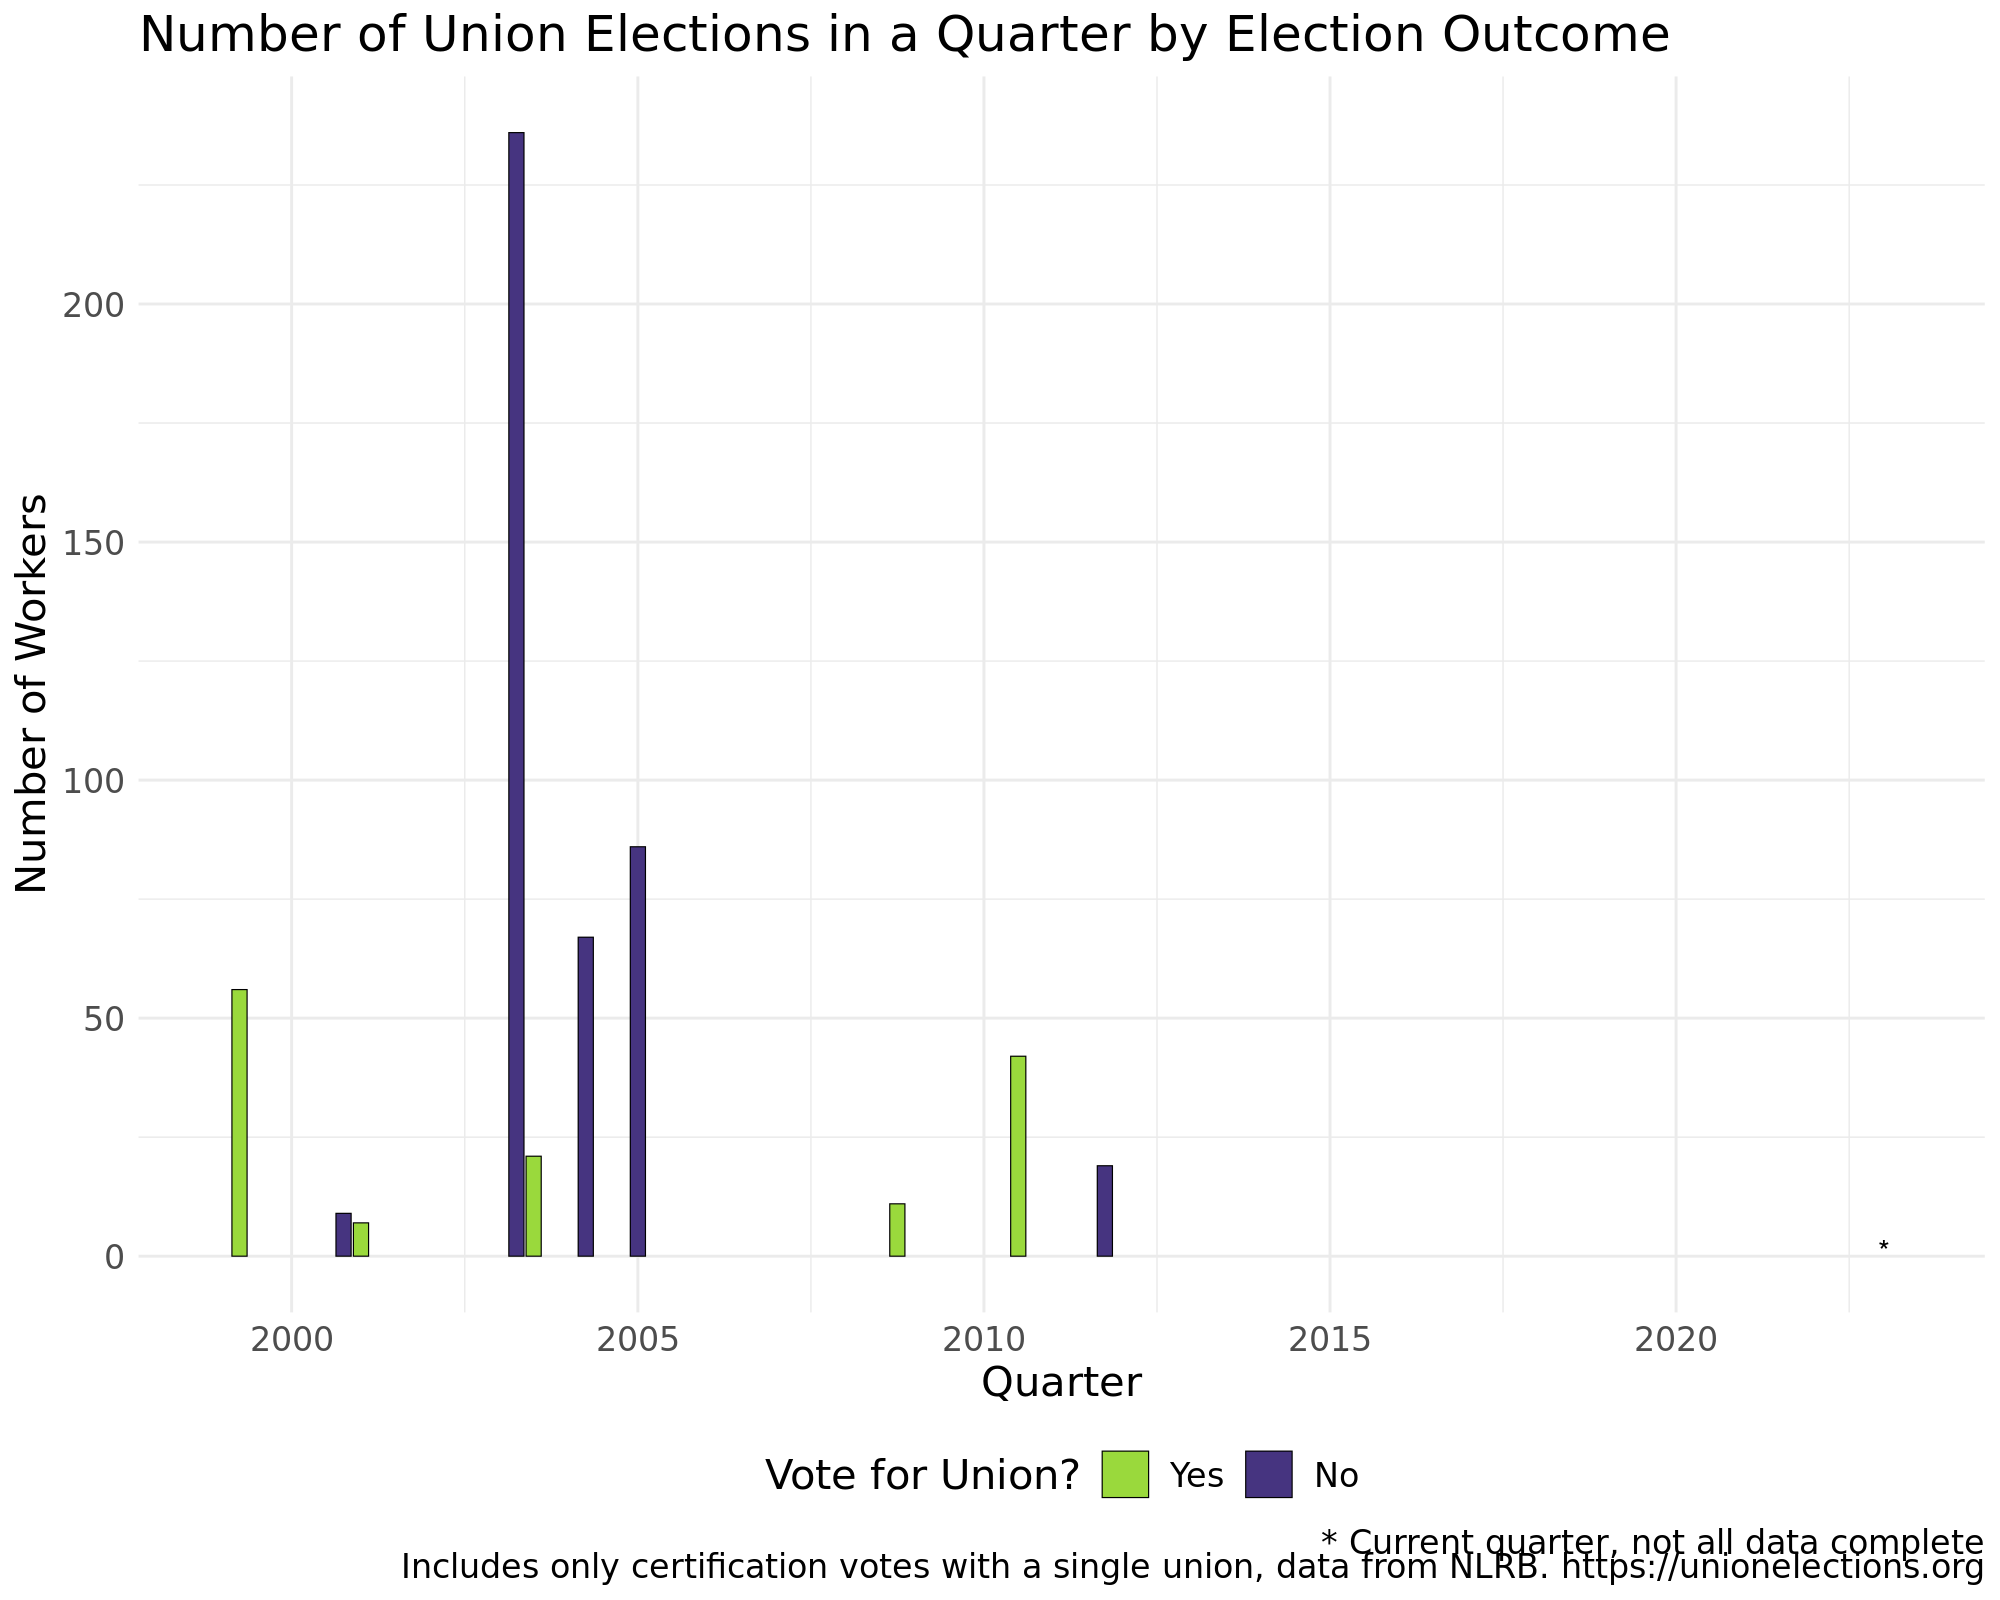 Number of Union Elections in a Quarter by Election Outcome
Number of Workers
200
150
100
50
0
*
2000 2005 2010 2015 2020
Quarter
Vote for Union? Yes No
* Current quarter, not all data complete
Includes only certification votes with a single union, data from NLRB. https://unionelections.org